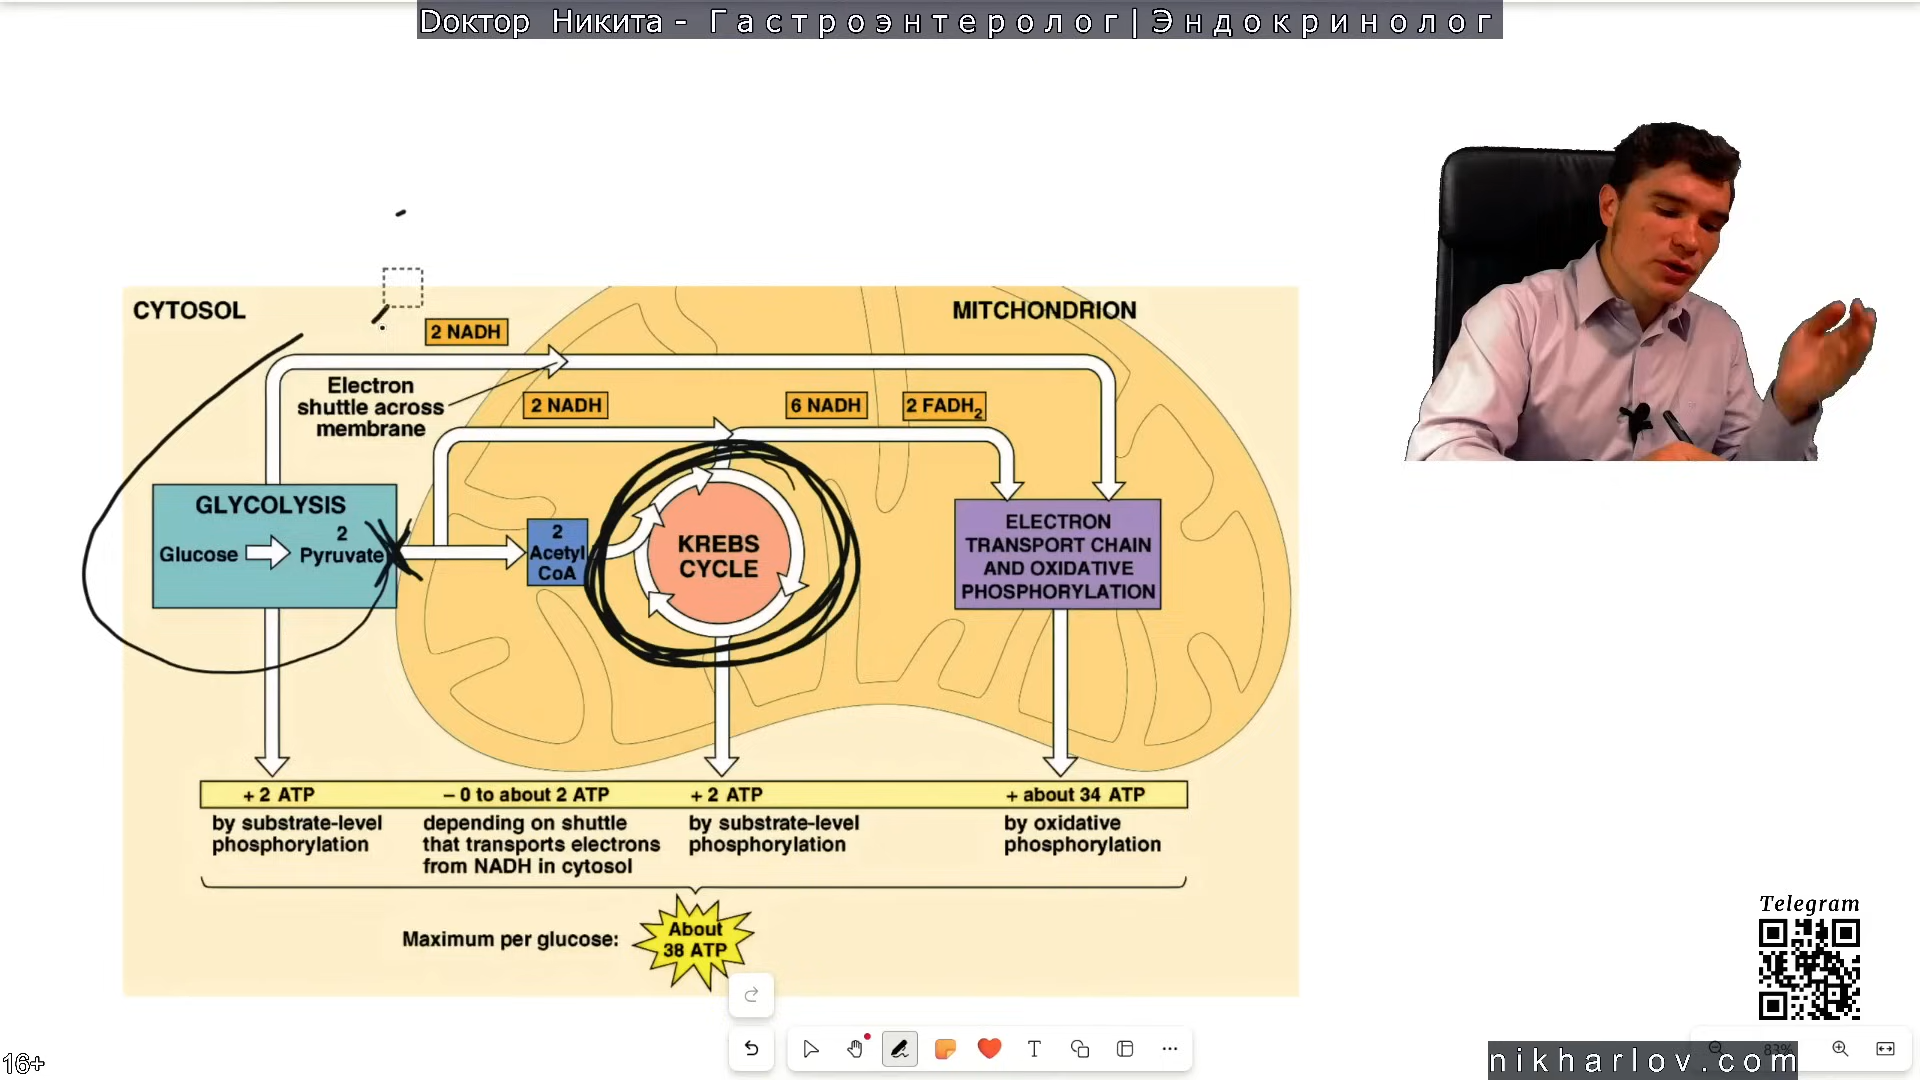 Dоктор Никита - Гастроэнтеролог|Эндокринолог
CYTOSOL
MITCHONDRION
2 NADH
Electron
shuttle across
membrane
2 NADH
6 NADH
2 FADH2
GLYCOLYSIS
2
Glucose
Pyruvate
2
Acetyl
CoA
KREBS
CYCLE
ELECTRON
TRANSPORT CHAIN
AND OXIDATIVE
PHOSPHORYLATION
+ 2 ATP
– 0 to about 2 ATP
+ 2 ATP
+ about 34 ATP
by substrate-level
phosphorylation
depending on shuttle
that transports electrons
from NADH in cytosol
by substrate-level
phosphorylation
by oxidative
phosphorylation
Maximum per glucose:
About
38 ATP
Telegram
T
83%
nikharlov.com
16+